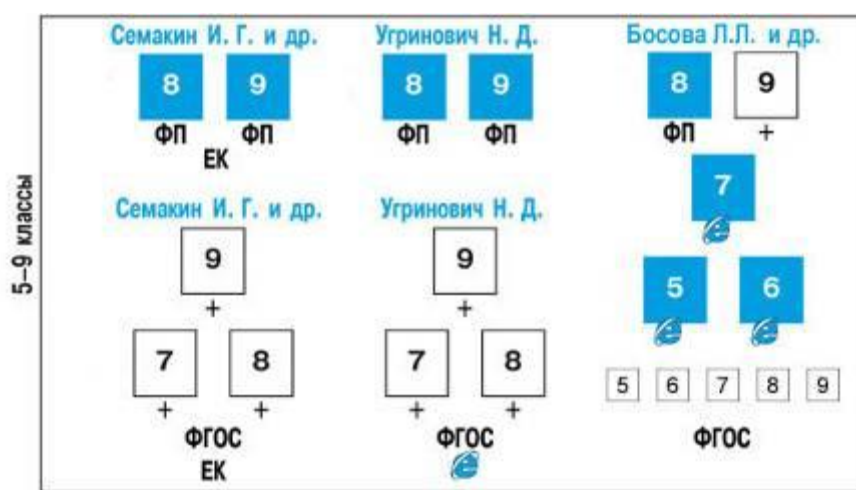 5–9 классы
Семакин И. Г. и др.
8 9
ФП ФП
ЕК
Семакин И. Г. и др.
9
+
7 8
+ +
ФГОС
ЕК
Угринович Н. Д.
8 9
ФП ФП
Угринович Н. Д.
9
+
7 8
+ +
ФГОС
Босова Л.Л. и др.
8 9
ФП +
7
5 6
5 6 7 8 9
ФГОС